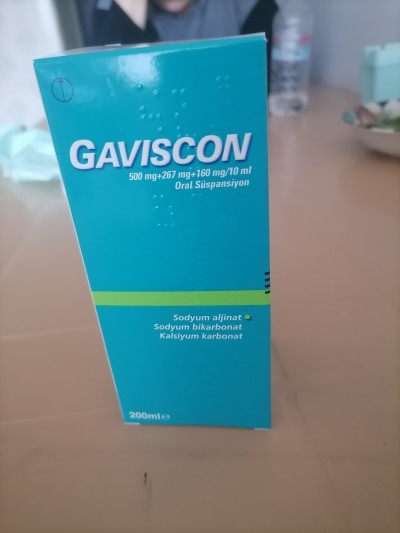 GAVISCON
500 mg+267 mg+160 mg/10 ml
Oral Süspansiyon
Sodyum aljinat
Sodyum bikarbonat
Kalsiyum karbonat
200ml℮